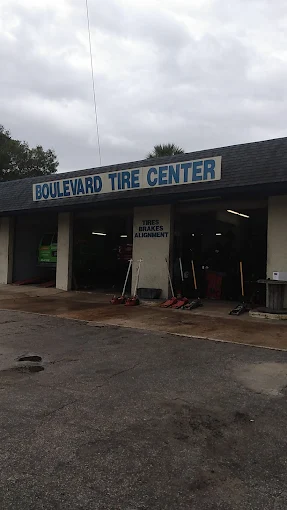 BOULEVARD TIRE CENTER
TIRES
BRAKES
ALIGNMENT